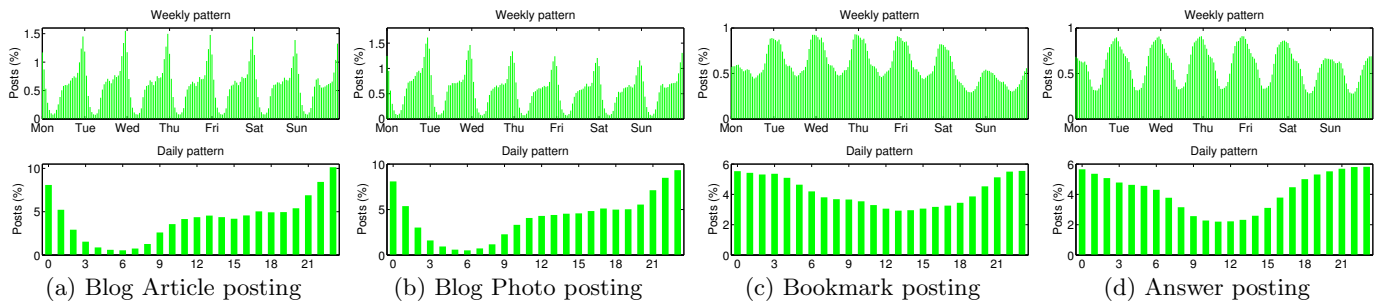 Weekly pattern
Posts (%)
1.5
1
0.5
0
Mon Tue Wed Thu Fri Sat Sun
Daily pattern
Posts (%)
10
5
0
0 3 6 9 12 15 18 21
(a) Blog Article posting
Weekly pattern
Posts (%)
1.5
1
0.5
0
Mon Tue Wed Thu Fri Sat Sun
Daily pattern
Posts (%)
10
5
0
0 3 6 9 12 15 18 21
(b) Blog Photo posting
Weekly pattern
Posts (%)
1
0.5
0
Mon Tue Wed Thu Fri Sat Sun
Daily pattern
Posts (%)
6
4
2
0
0 3 6 9 12 15 18 21
(c) Bookmark posting
Weekly pattern
Posts (%)
1
0.5
0
Mon Tue Wed Thu Fri Sat Sun
Daily pattern
Posts (%)
6
4
2
0
0 3 6 9 12 15 18 21
(d) Answer posting